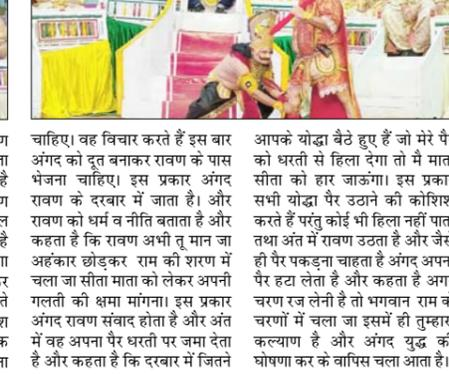 चाहिए। वह विचार करते हैं इस बार
अंगद को दूत बनाकर रावण के पास
भेजना चाहिए। इस प्रकार अंगद
रावण के दरबार में जाता है। और
रावण को धर्म व नीति बताता है और
कहता है कि रावण अभी तू मान जा
अहंकार छोड़कर राम की शरण में
चला जा सीता माता को लेकर अपनी
गलती की क्षमा मांगना। इस प्रकार
अंगद रावण संवाद होता है और अंत
में वह अपना पैर धरती पर जमा देता
है और कहता है कि दरबार में जितने
आपके योद्धा बैठे हुए हैं जो मेरे
को धरती से हिला देगा तो मै
सीता को हार जाऊंगा। इस
सभी योद्धा पैर उठाने की
करते हैं परंतु कोई भी हिला नहीं
तथा अंत में रावण उठता है और
ही पैर पकड़ना चाहता है अंगद
पैर हटा लेता है और कहता है
चरण रज लेनी है तो भगवान राम
चरणों में चला जा इसमें ही
कल्याण है और अंगद युद्ध
घोषणा कर के वापिस चला आता है।